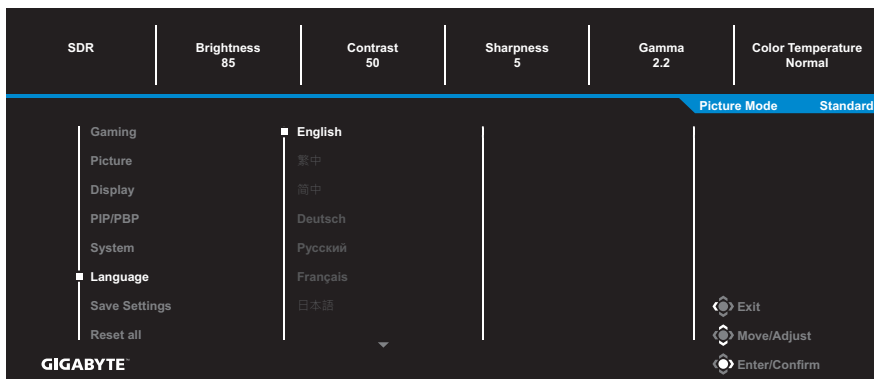 SDR
Brightness
85
Contrast
50
Sharpness
5
Gamma
2.2
Color Temperature
Normal
Picture Mode Standard
Gaming
Picture
Display
PIP/PBP
System
Language
Save Settings
Reset all
English
繁中
简中
Deutsch
Русский
Français
日本語
Exit
Move/Adjust
Enter/Confirm
GIGABYTE™